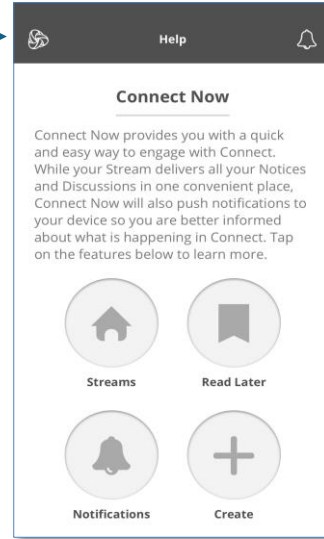 Help
Connect Now
Connect Now provides you with a quick
and easy way to engage with Connect.
While your Stream delivers all your Notices
and Discussions in one convenient place,
Connect Now will also push notifications to
your device so you are better informed
about what is happening in Connect. Tap
on the features below to learn more.
Streams
Read Later
Notifications
Create